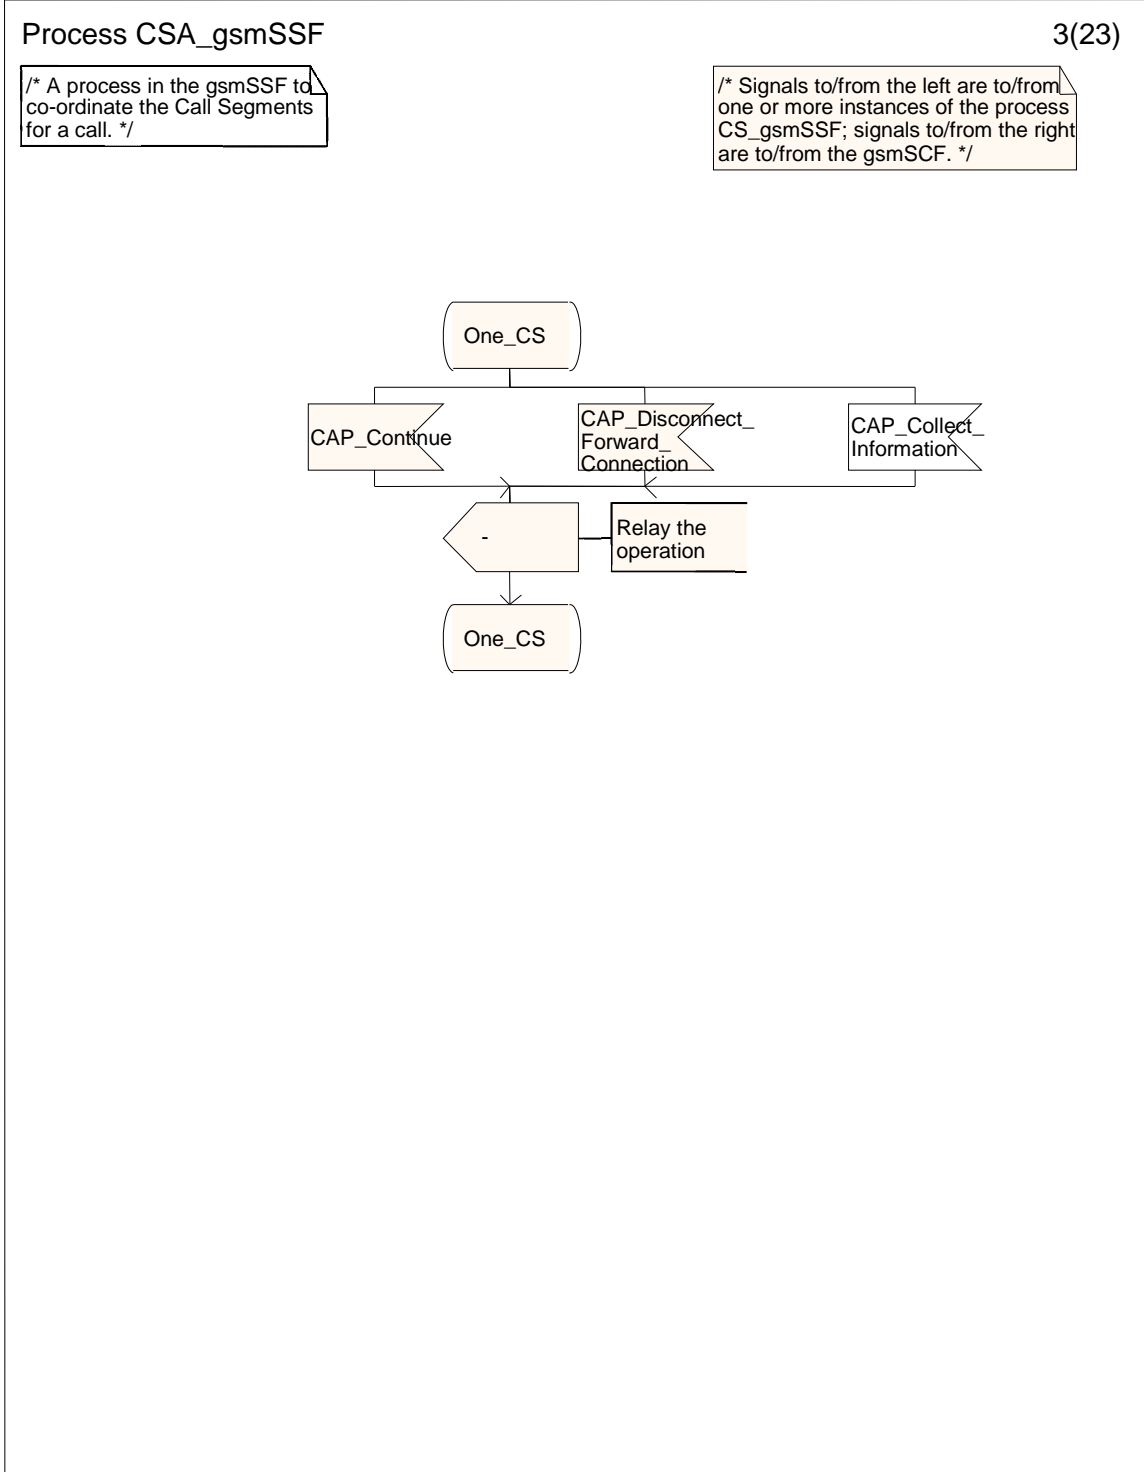 Process CSA_gsmSSF
3(23)
/* A process in the gsmSSF to
co-ordinate the Call Segments
for a call. */
/* Signals to/from the left are to/from
one or more instances of the process
CS_gsmSSF; signals to/from the right
are to/from the gsmSCF. */
One_CS
CAP_Continue
CAP_Disconnect_
Forward_
Connection
CAP_Collect_
Information
-
Relay the
operation
One_CS